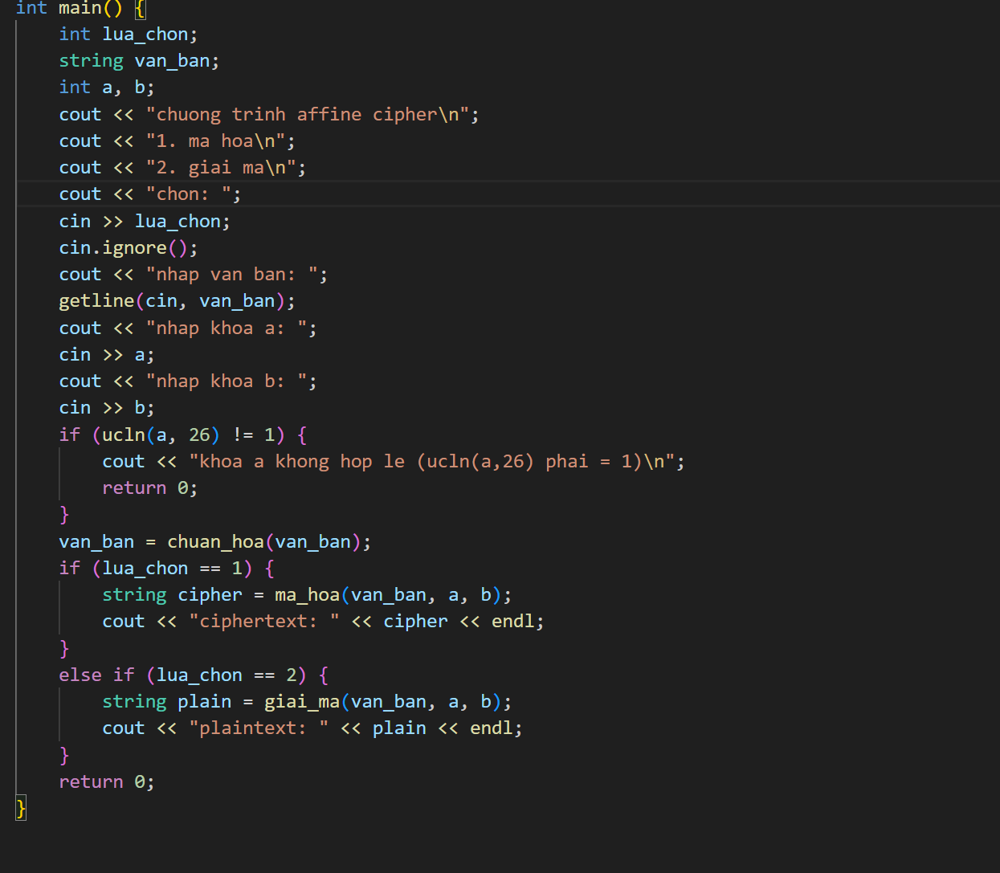 int main() {
    int lua_chon;
    string van_ban;
    int a, b;
    cout << "chuong trinh affine cipher\n";
    cout << "1. ma hoa\n";
    cout << "2. giai ma\n";
    cout << "chon: ";
    cin >> lua_chon;
    cin.ignore();
    cout << "nhap van ban: ";
    getline(cin, van_ban);
    cout << "nhap khoa a: ";
    cin >> a;
    cout << "nhap khoa b: ";
    cin >> b;
    if (ucln(a, 26) != 1) {
        cout << "khoa a khong hop le (ucln(a,26) phai = 1)\n";
        return 0;
    }
    van_ban = chuan_hoa(van_ban);
    if (lua_chon == 1) {
        string cipher = ma_hoa(van_ban, a, b);
        cout << "ciphertext: " << cipher << endl;
    }
    else if (lua_chon == 2) {
        string plain = giai_ma(van_ban, a, b);
        cout << "plaintext: " << plain << endl;
    }
    return 0;
}